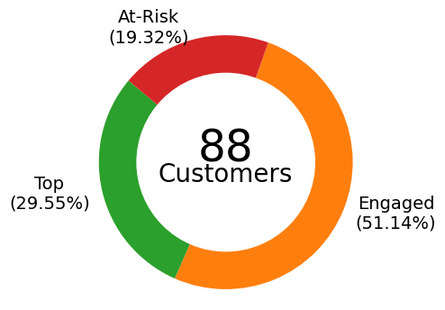 At-Risk
(19.32%)
88
Customers
Top
(29.55%)
Engaged
(51.14%)